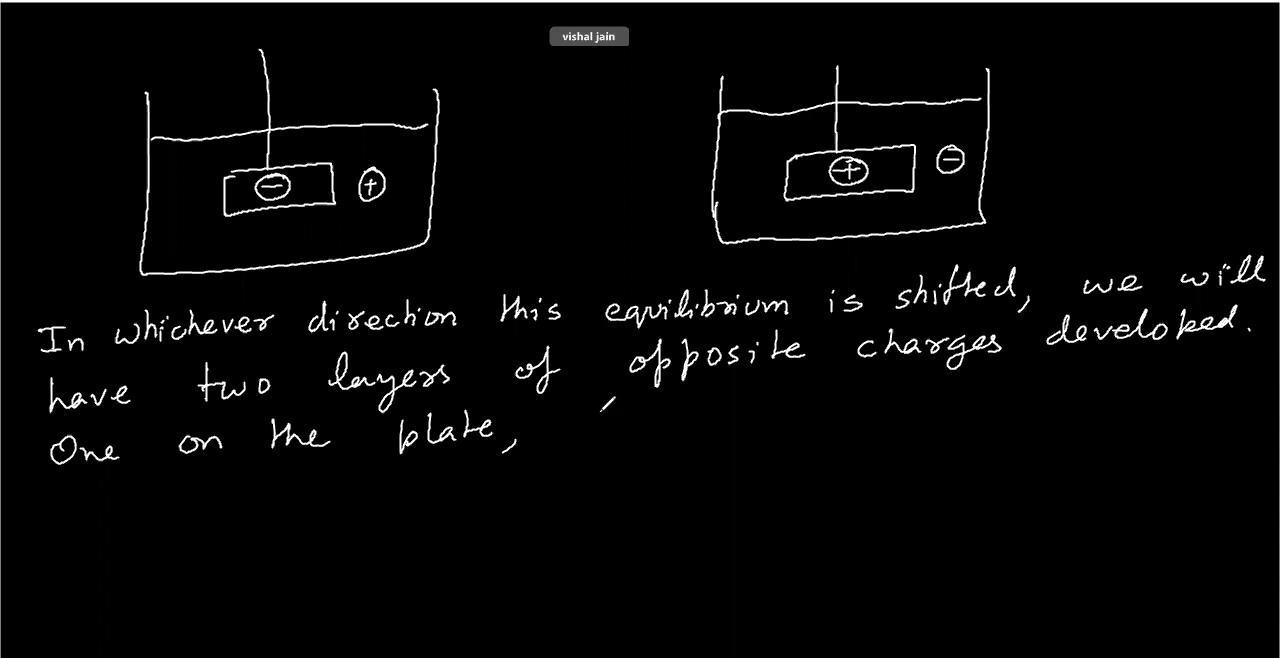 vishal jain
⊖ ⊕ ⊕ ⊖
In whichever direction this equilibrium is shifted, we will
have two layers of opposite charges developed.
One on the plate,